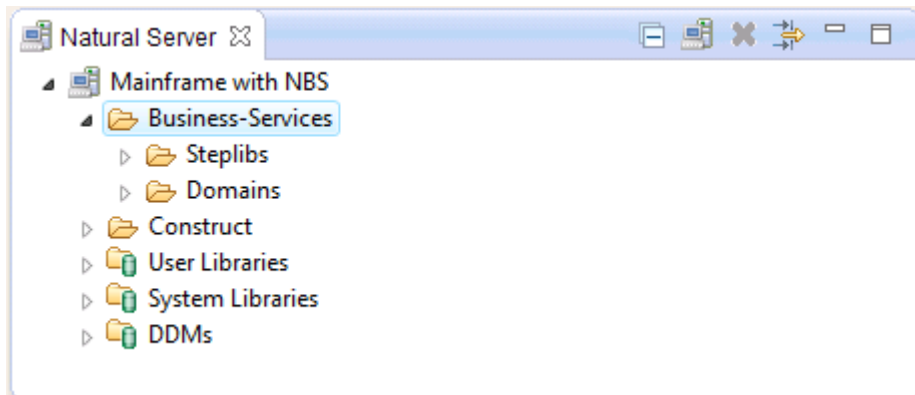 Natural Server
Mainframe with NBS
Business-Services
Steplibs
Domains
Construct
User Libraries
System Libraries
DDMs